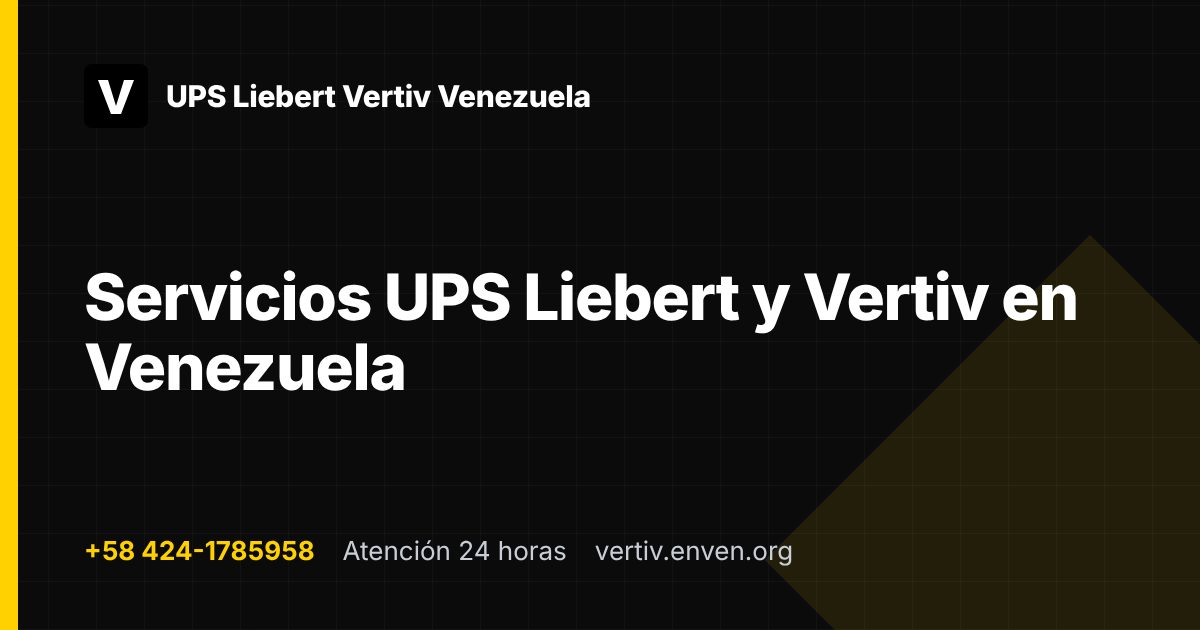 V UPS Liebert Vertiv Venezuela
Servicios UPS Liebert y Vertiv en
Venezuela
+58 424-1785958 Atención 24 horas vertiv.enven.org